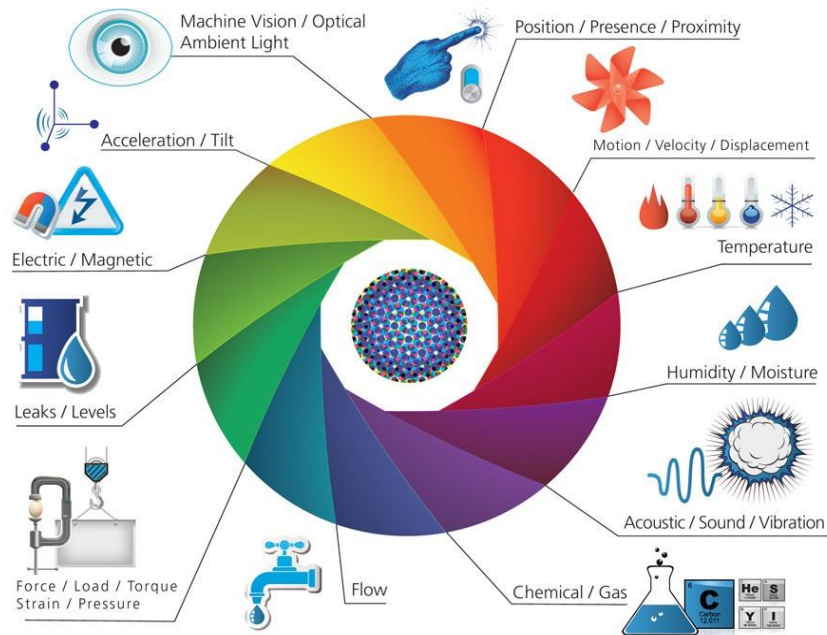 Machine Vision / Optical
Ambient Light
Position / Presence / Proximity
Acceleration / Tilt
Motion / Velocity / Displacement
Electric / Magnetic
Temperature
Leaks / Levels
Humidity / Moisture
Acoustic / Sound / Vibration
Force / Load / Torque
Strain / Pressure
Flow
Chemical / Gas
6
C
Carbon
12.011
He
S
Y
I